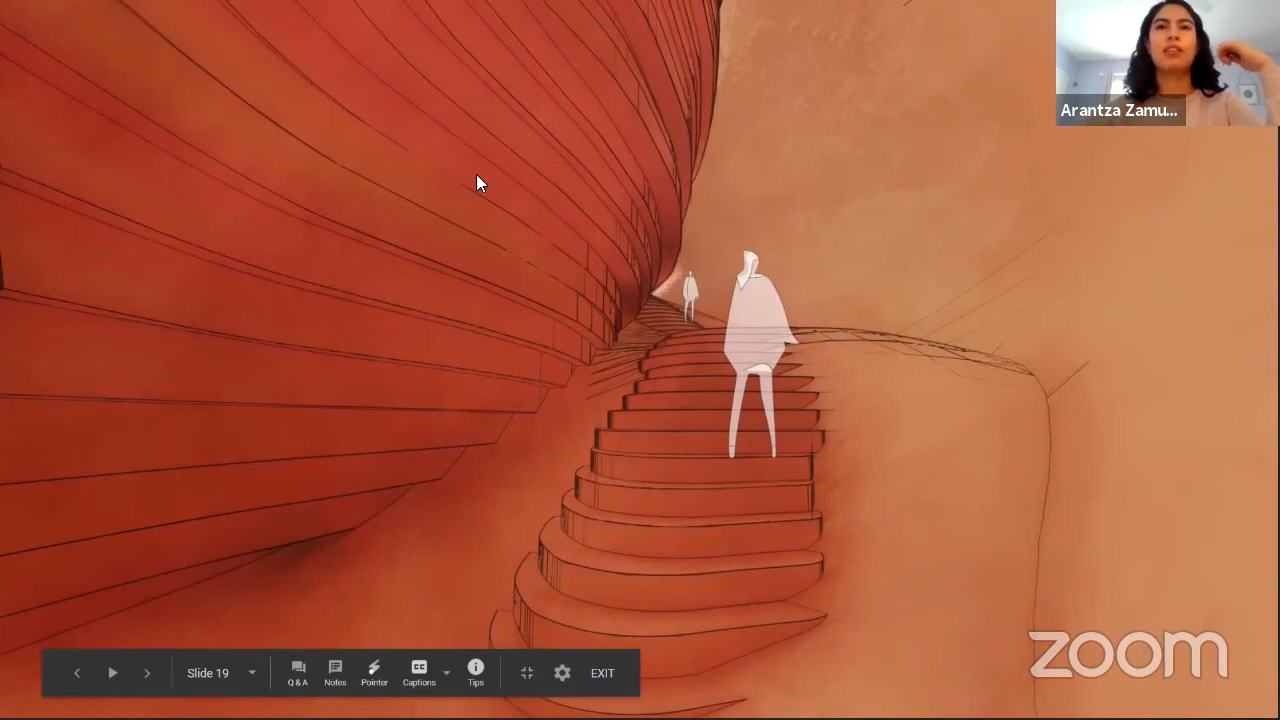 Arantza Zamu...
zoom
Slide 19
Q & A
Notes
Pointer
Captions
Tips
EXIT